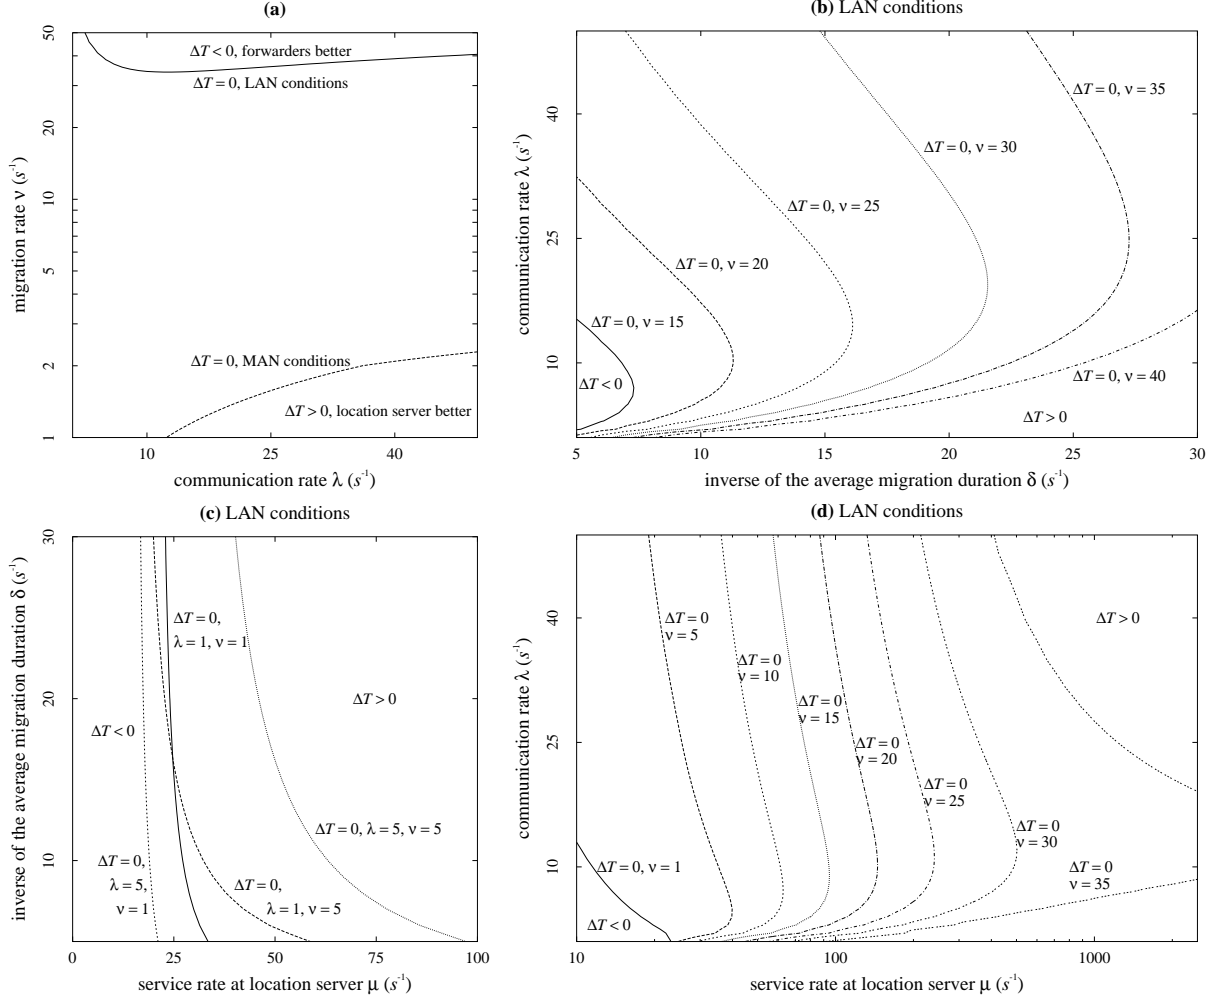 (a)
50
20
10
5
2
1
migration rate ν (s⁻¹)
ΔT < 0, forwarders better
ΔT = 0, LAN conditions
ΔT = 0, MAN conditions
ΔT > 0, location server better
10
25
40
communication rate λ (s⁻¹)
(b) LAN conditions
40
25
10
communication rate λ (s⁻¹)
ΔT = 0, ν = 35
ΔT = 0, ν = 30
ΔT = 0, ν = 25
ΔT = 0, ν = 20
ΔT = 0, ν = 15
ΔT < 0
ΔT = 0, ν = 40
ΔT > 0
5
10
15
20
25
30
inverse of the average migration duration δ (s⁻¹)
(c) LAN conditions
30
20
10
inverse of the average migration duration δ (s⁻¹)
ΔT = 0,
λ = 1, ν = 1
ΔT > 0
ΔT < 0
ΔT = 0, λ = 5, ν = 5
ΔT = 0,
λ = 5,
ν = 1
ΔT = 0,
λ = 1, ν = 5
0
25
50
75
100
service rate at location server μ (s⁻¹)
(d) LAN conditions
40
25
10
communication rate λ (s⁻¹)
ΔT = 0
ν = 5
ΔT > 0
ΔT = 0
ν = 10
ΔT = 0
ν = 15
ΔT = 0
ν = 20
ΔT = 0
ν = 25
ΔT = 0
ν = 30
ΔT = 0
ν = 35
ΔT = 0, ν = 1
ΔT < 0
10
100
1000
service rate at location server μ (s⁻¹)